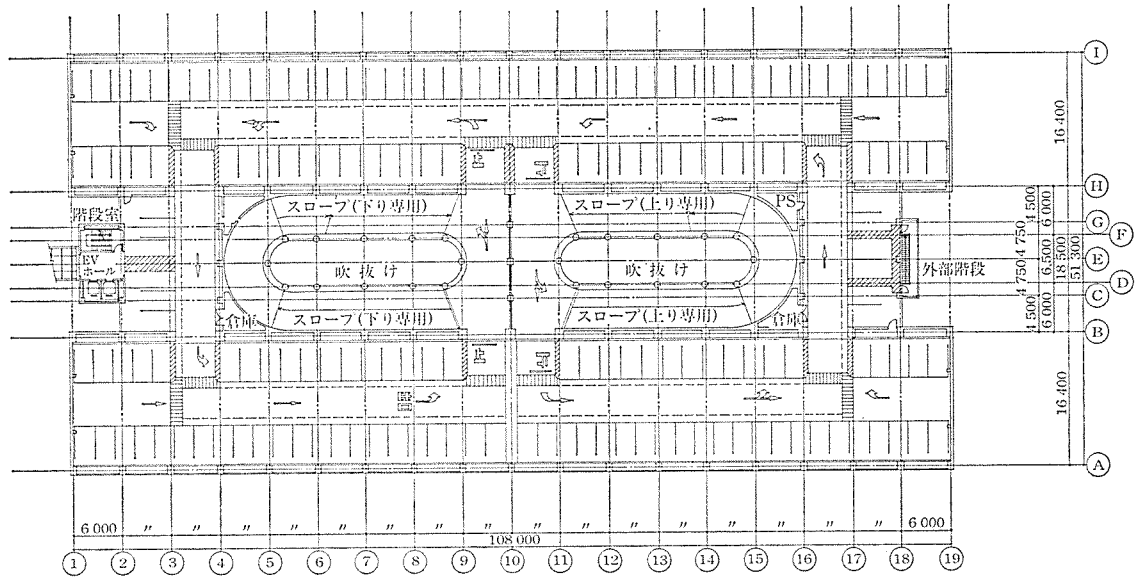 I
16 400
H
スロープ(下り専用)
スロープ(上り専用)
PS
4 500
6 000
G
階段室
4 750
F
EV
ホール
吹抜け
吹抜け
6 500
18 500
51 300
E
外部階段
4 750
D
C
倉庫
スロープ(下り専用)
スロープ(上り専用)
倉庫
4 500
6 000
B
止
止
16 400
A
6 000 〃 〃 〃 〃 〃 〃 〃 〃 〃 〃 〃 〃 〃 〃 〃 〃 6 000
108 000
1 2 3 4 5 6 7 8 9 10 11 12 13 14 15 16 17 18 19